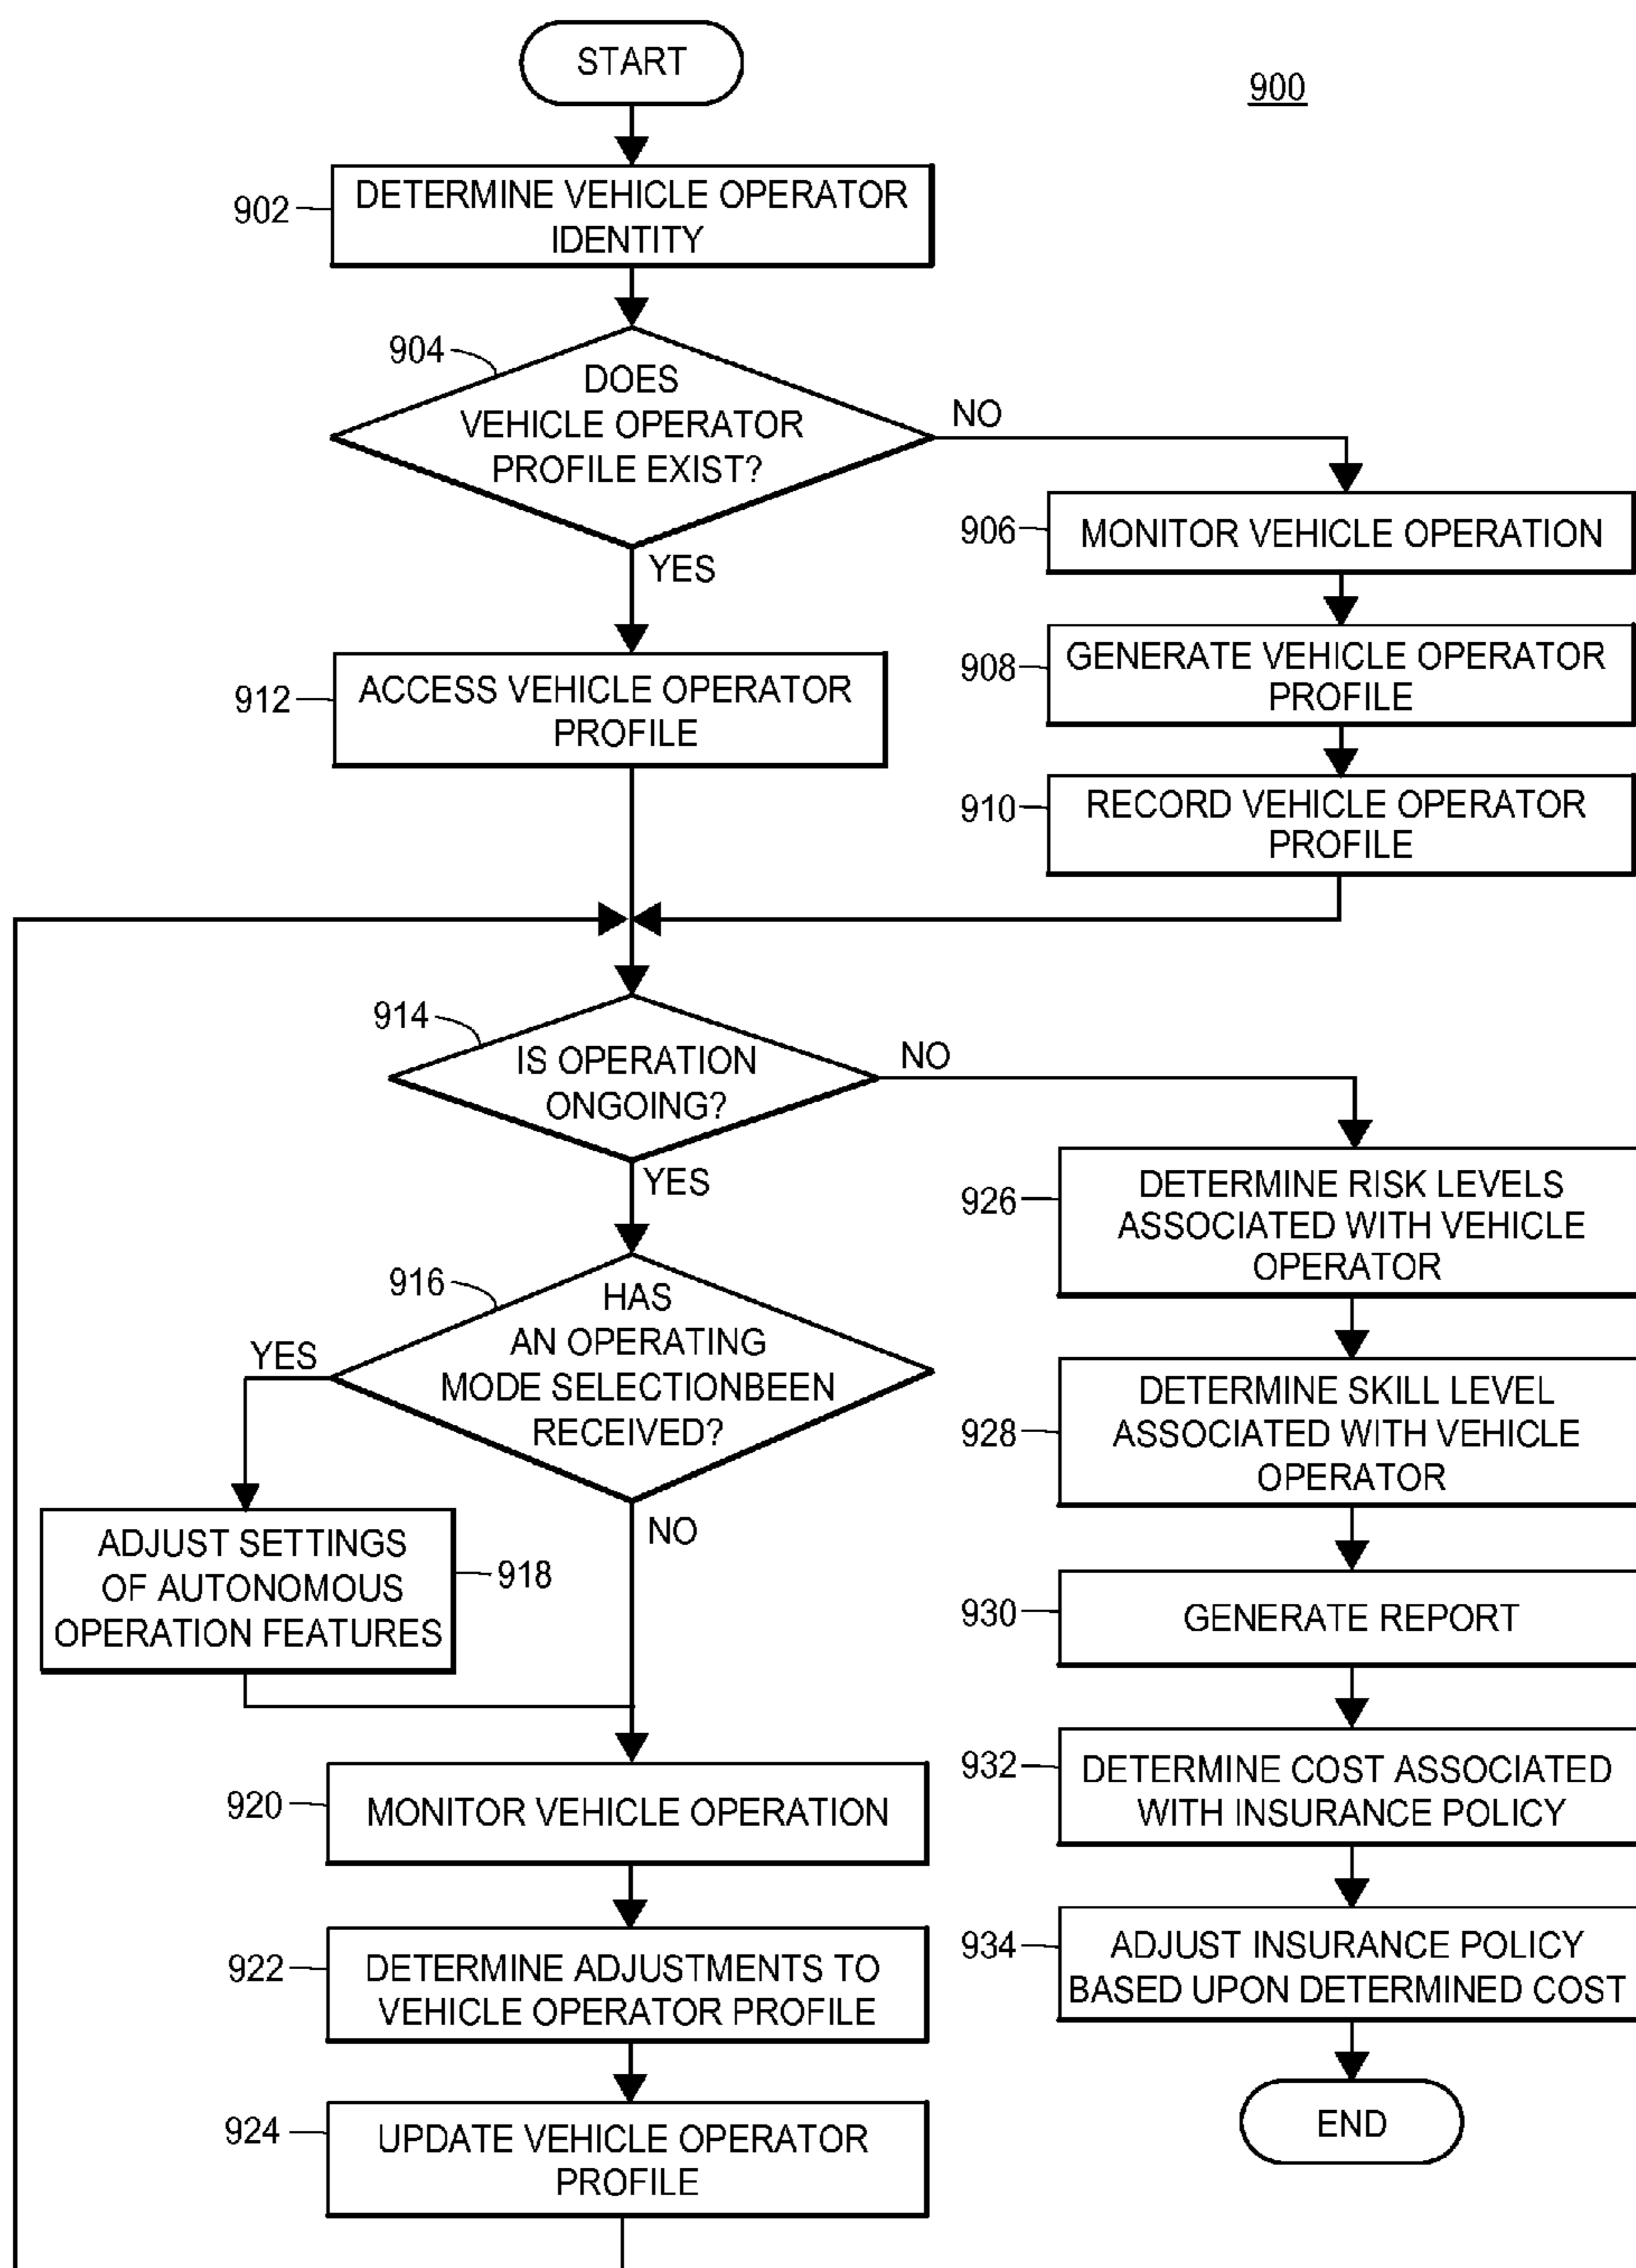 START
900
902
DETERMINE VEHICLE OPERATOR
IDENTITY
904
DOES
VEHICLE OPERATOR
PROFILE EXIST?
NO
YES
906
MONITOR VEHICLE OPERATION
908
GENERATE VEHICLE OPERATOR
PROFILE
910
RECORD VEHICLE OPERATOR
PROFILE
912
ACCESS VEHICLE OPERATOR
PROFILE
914
IS OPERATION
ONGOING?
NO
YES
916
HAS
AN OPERATING
MODE SELECTIONBEEN
RECEIVED?
YES
NO
ADJUST SETTINGS
OF AUTONOMOUS
OPERATION FEATURES
918
920
MONITOR VEHICLE OPERATION
922
DETERMINE ADJUSTMENTS TO
VEHICLE OPERATOR PROFILE
924
UPDATE VEHICLE OPERATOR
PROFILE
926
DETERMINE RISK LEVELS
ASSOCIATED WITH VEHICLE
OPERATOR
928
DETERMINE SKILL LEVEL
ASSOCIATED WITH VEHICLE
OPERATOR
930
GENERATE REPORT
932
DETERMINE COST ASSOCIATED
WITH INSURANCE POLICY
934
ADJUST INSURANCE POLICY
BASED UPON DETERMINED COST
END